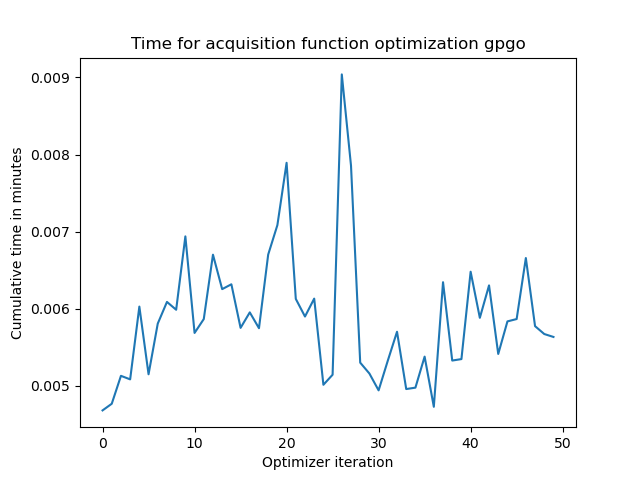 Time for acquisition function optimization gpgo
0.009
0.008
0.007
0.006
0.005
Cumulative time in minutes
0 10 20 30 40 50
Optimizer iteration